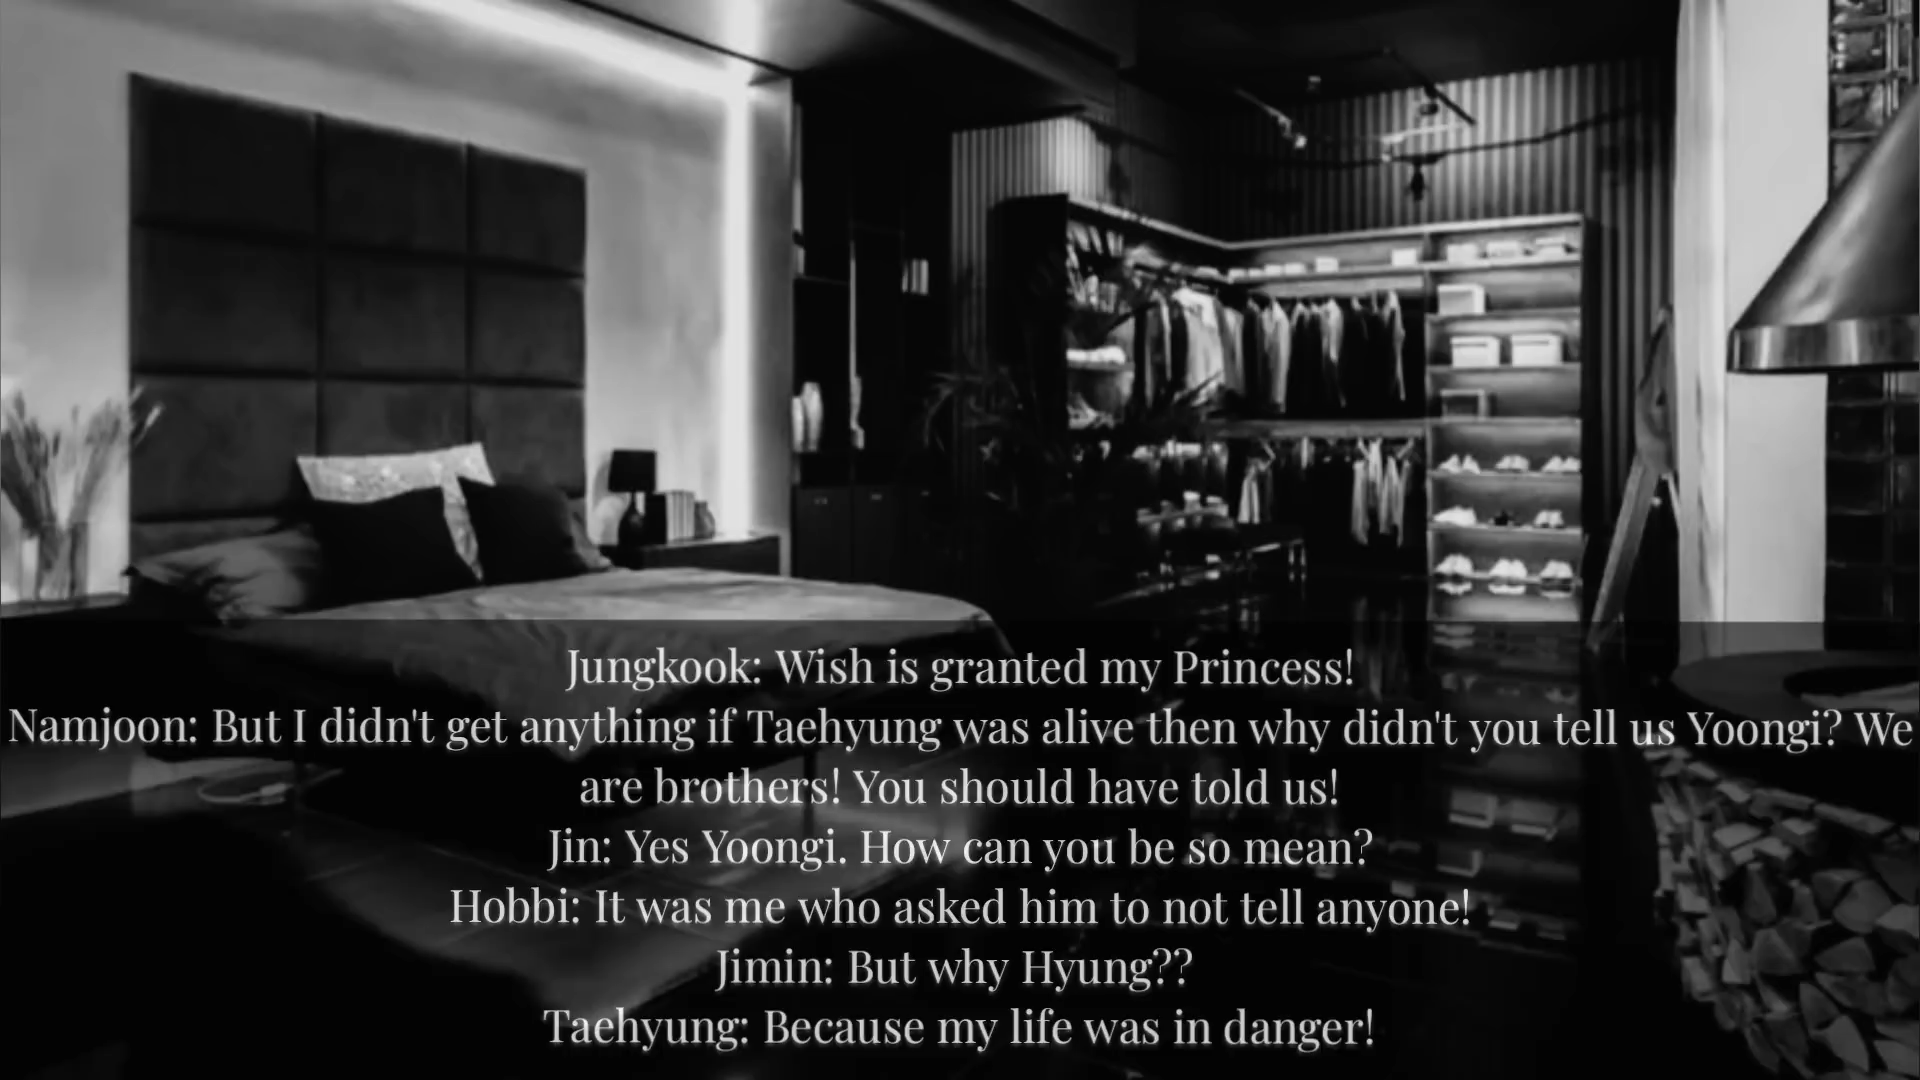 Jungkook: Wish is granted my Princess!
Namjoon: But I didn't get anything if Taehyung was alive then why didn't you tell us Yoongi? We
are brothers! You should have told us!
Jin: Yes Yoongi. How can you be so mean?
Hobbi: It was me who asked him to not tell anyone!
Jimin: But why Hyung??
Taehyung: Because my life was in danger!